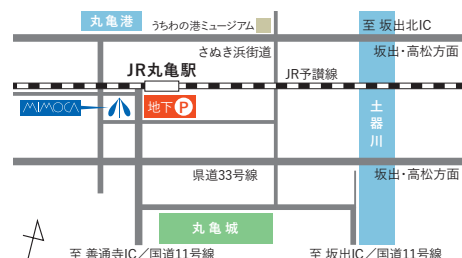 丸亀港
うちわの港ミュージアム
至 坂出北IC
さぬき浜街道
坂出・高松方面
JR丸亀駅
JR予讃線
MIMOCA
地下P
土器川
県道33号線
坂出・高松方面
丸亀城
至 善通寺IC／国道11号線
至 坂出IC／国道11号線